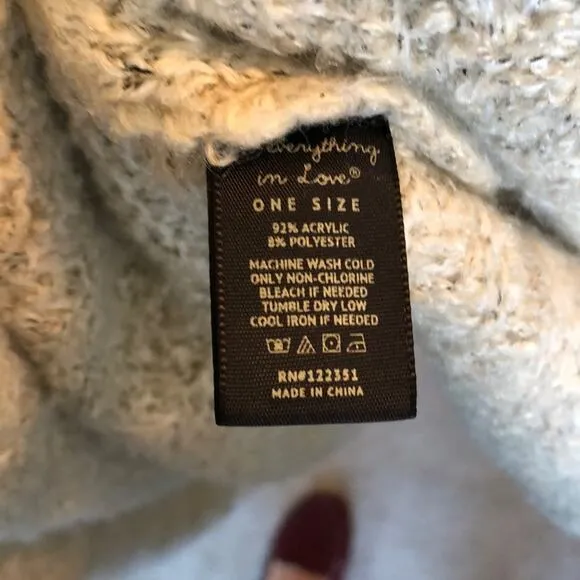 everything
in Love®
ONE SIZE
92% ACRYLIC
8% POLYESTER
MACHINE WASH COLD
ONLY NON-CHLORINE
BLEACH IF NEEDED
TUMBLE DRY LOW
COOL IRON IF NEEDED
RN#122351
MADE IN CHINA